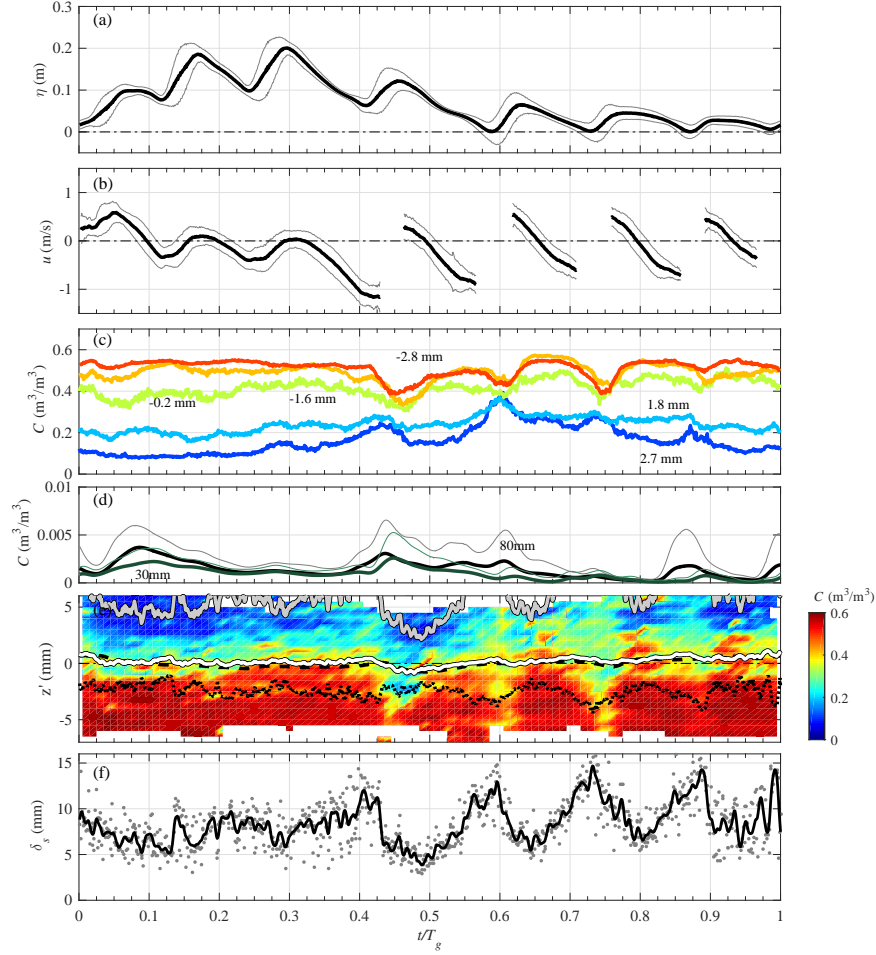 (a)
0.3
0.2
0.1
0
η (m)
(b)
1
0
-1
u (m/s)
(c)
0.6
0.4
0.2
0
C (m³/m³)
-2.8 mm
-0.2 mm
-1.6 mm
1.8 mm
2.7 mm
(d)
0.01
0.005
0
C (m³/m³)
30mm
80mm
5
0
-5
z' (mm)
C (m³/m³)
0.6
0.4
0.2
0
(f)
15
10
5
0
δs (mm)
0 0.1 0.2 0.3 0.4 0.5 0.6 0.7 0.8 0.9 1
t/Tg